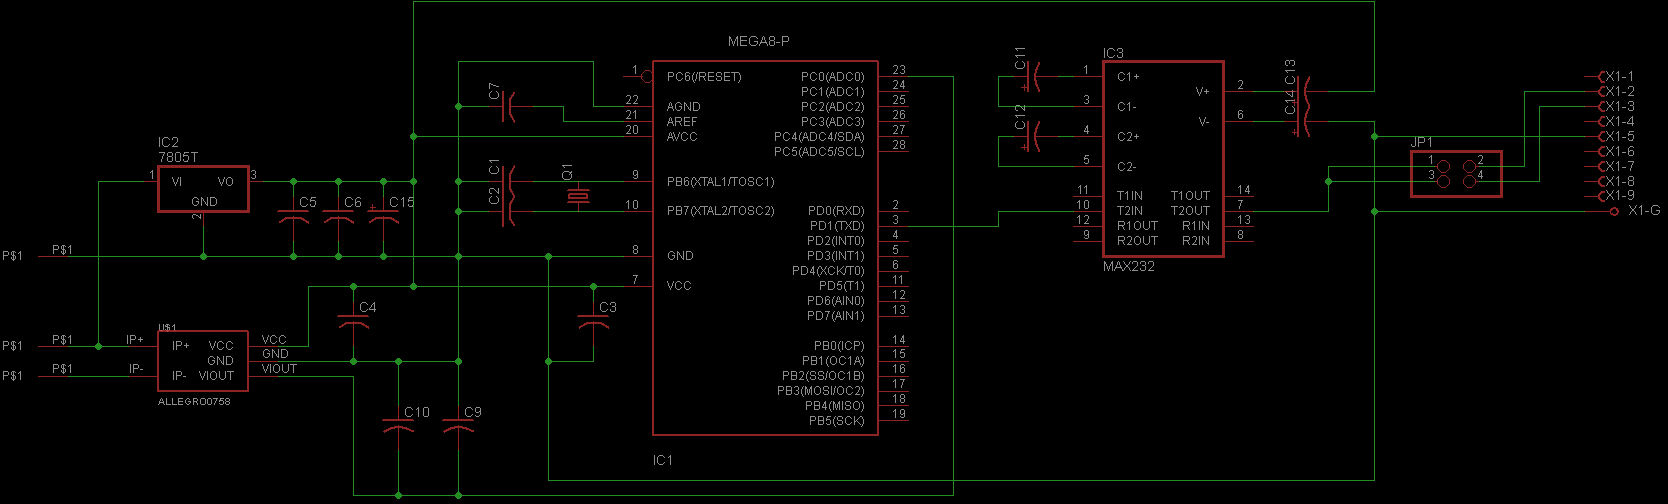 MEGA8-P
1 PC6(/RESET) PC0(ADC0) 23
PC1(ADC1) 24
22 AGND PC2(ADC2) 25
21 AREF PC3(ADC3) 26
20 AVCC PC4(ADC4/SDA) 27
PC5(ADC5/SCL) 28
9 PB6(XTAL1/TOSC1)
10 PB7(XTAL2/TOSC2) PD0(RXD) 2
PD1(TXD) 3
PD2(INT0) 4
8 GND PD3(INT1) 5
PD4(XCK/T0) 6
7 VCC PD5(T1) 11
PD6(AIN0) 12
PD7(AIN1) 13
PB0(ICP) 14
PB1(OC1A) 15
PB2(SS/OC1B) 16
PB3(MOSI/OC2) 17
PB4(MISO) 18
PB5(SCK) 19
IC1
C7
C1
C2
Q1
IC2
7805T
1 VI VO 3
GND
2
C5
C6
+
C15
P$1 P$1
C4
C3
P$1 P$1 IP+
P$1 P$1 IP-
U$1
IP+ VCC VCC
GND GND
IP- VIOUT VIOUT
ALLEGRO0758
C10
C9
C11
+
C12
+
IC3
1 C1+
V+ 2
3 C1-
4 C2+
V- 6
5 C2-
11 T1IN T1OUT 14
10 T2IN T2OUT 7
12 R1OUT R1IN 13
9 R2OUT R2IN 8
MAX232
C13
+
C14
+
JP1
1 2
3 4
X1-1
X1-2
X1-3
X1-4
X1-5
X1-6
X1-7
X1-8
X1-9
X1-G